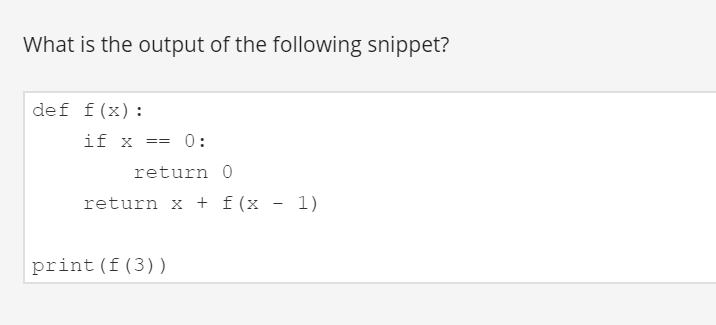 What is the output of the following snippet?
def f(x):
    if x == 0:
        return 0
    return x + f(x - 1)

print(f(3))